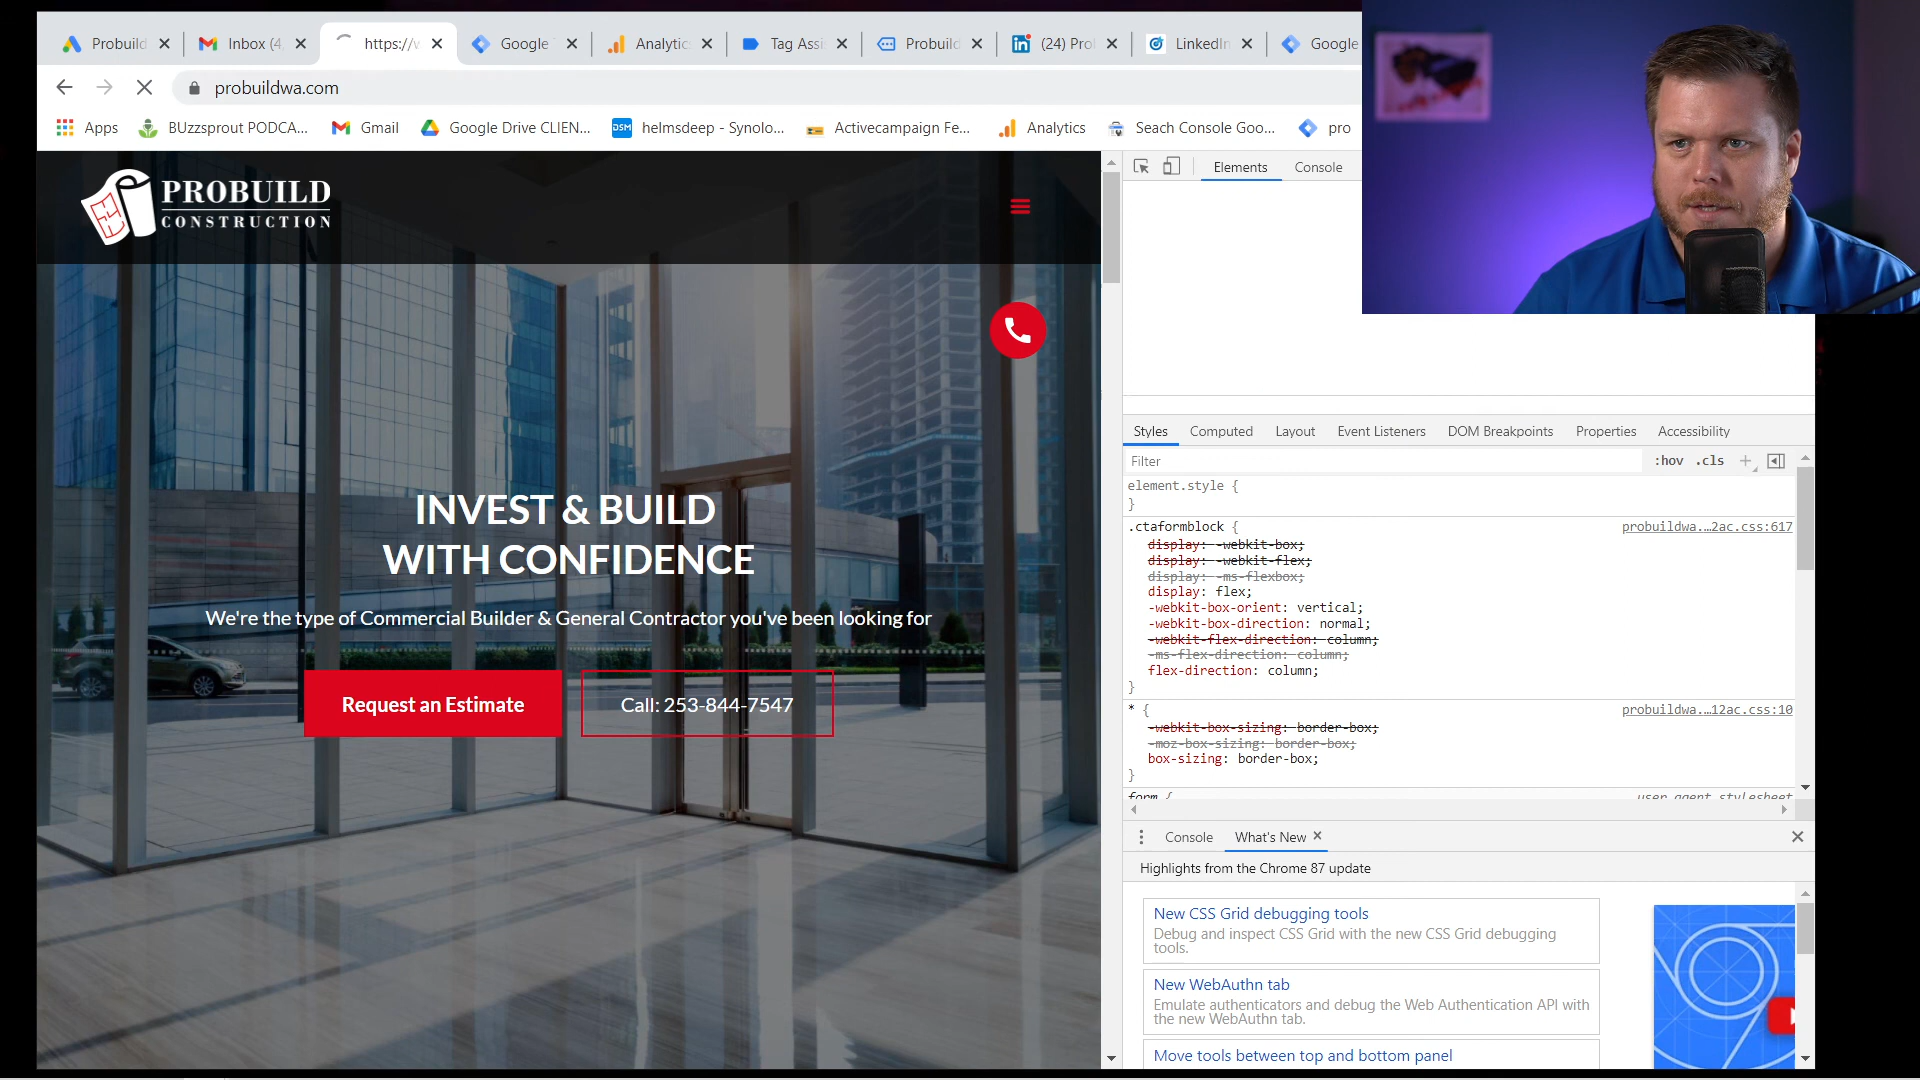 Probuild
Inbox (4
https://v
Google
Analytic
Tag Assi
Probuild
(24) Pro
LinkedIn
Google
probuildwa.com
Apps
BUzzsprout PODCA...
Gmail
Google Drive CLIEN...
DSM
helmsdeep - Synolo...
Activecampaign Fe...
Analytics
Seach Console Goo...
pro
PROBUILD
CONSTRUCTION
INVEST & BUILD
WITH CONFIDENCE
We're the type of Commercial Builder & General Contractor you've been looking for
Request an Estimate
Call: 253-844-7547
Elements
Console
Styles
Computed
Layout
Event Listeners
DOM Breakpoints
Properties
Accessibility
Filter
:hov .cls
element.style {
}
.ctaformblock {
probuildwa.…2ac.css:617
display: -webkit-box;
display: -webkit-flex;
display: -ms-flexbox;
display: flex;
-webkit-box-orient: vertical;
-webkit-box-direction: normal;
-webkit-flex-direction: column;
-ms-flex-direction: column;
flex-direction: column;
}
* {
probuildwa.…12ac.css:10
-webkit-box-sizing: border-box;
-moz-box-sizing: border-box;
box-sizing: border-box;
}
form {
user agent stylesheet
Console
What's New
Highlights from the Chrome 87 update
New CSS Grid debugging tools
Debug and inspect CSS Grid with the new CSS Grid debugging
tools.
New WebAuthn tab
Emulate authenticators and debug the Web Authentication API with
the new WebAuthn tab.
Move tools between top and bottom panel